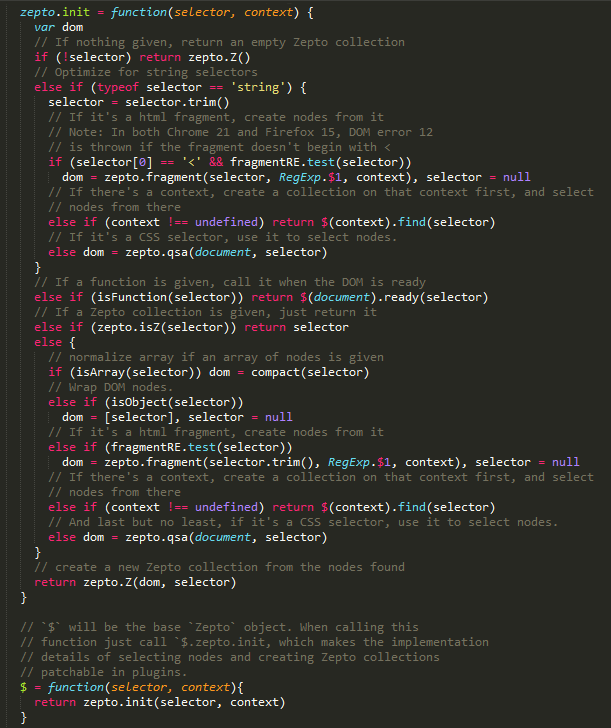 zepto.init = function(selector, context) {
  var dom
  // If nothing given, return an empty Zepto collection
  if (!selector) return zepto.Z()
  // Optimize for string selectors
  else if (typeof selector == 'string') {
    selector = selector.trim()
    // If it's a html fragment, create nodes from it
    // Note: In both Chrome 21 and Firefox 15, DOM error 12
    // is thrown if the fragment doesn't begin with <
    if (selector[0] == '<' && fragmentRE.test(selector))
      dom = zepto.fragment(selector, RegExp.$1, context), selector = null
    // If there's a context, create a collection on that context first, and select
    // nodes from there
    else if (context !== undefined) return $(context).find(selector)
    // If it's a CSS selector, use it to select nodes.
    else dom = zepto.qsa(document, selector)
  }
  // If a function is given, call it when the DOM is ready
  else if (isFunction(selector)) return $(document).ready(selector)
  // If a Zepto collection is given, just return it
  else if (zepto.isZ(selector)) return selector
  else {
    // normalize array if an array of nodes is given
    if (isArray(selector)) dom = compact(selector)
    // Wrap DOM nodes.
    else if (isObject(selector))
      dom = [selector], selector = null
    // If it's a html fragment, create nodes from it
    else if (fragmentRE.test(selector))
      dom = zepto.fragment(selector.trim(), RegExp.$1, context), selector = null
    // If there's a context, create a collection on that context first, and select
    // nodes from there
    else if (context !== undefined) return $(context).find(selector)
    // And last but no least, if it's a CSS selector, use it to select nodes.
    else dom = zepto.qsa(document, selector)
  }
  // create a new Zepto collection from the nodes found
  return zepto.Z(dom, selector)
}

// `$` will be the base `Zepto` object. When calling this
// function just call `$.zepto.init, which makes the implementation
// details of selecting nodes and creating Zepto collections
// patchable in plugins.
$ = function(selector, context){
  return zepto.init(selector, context)
}